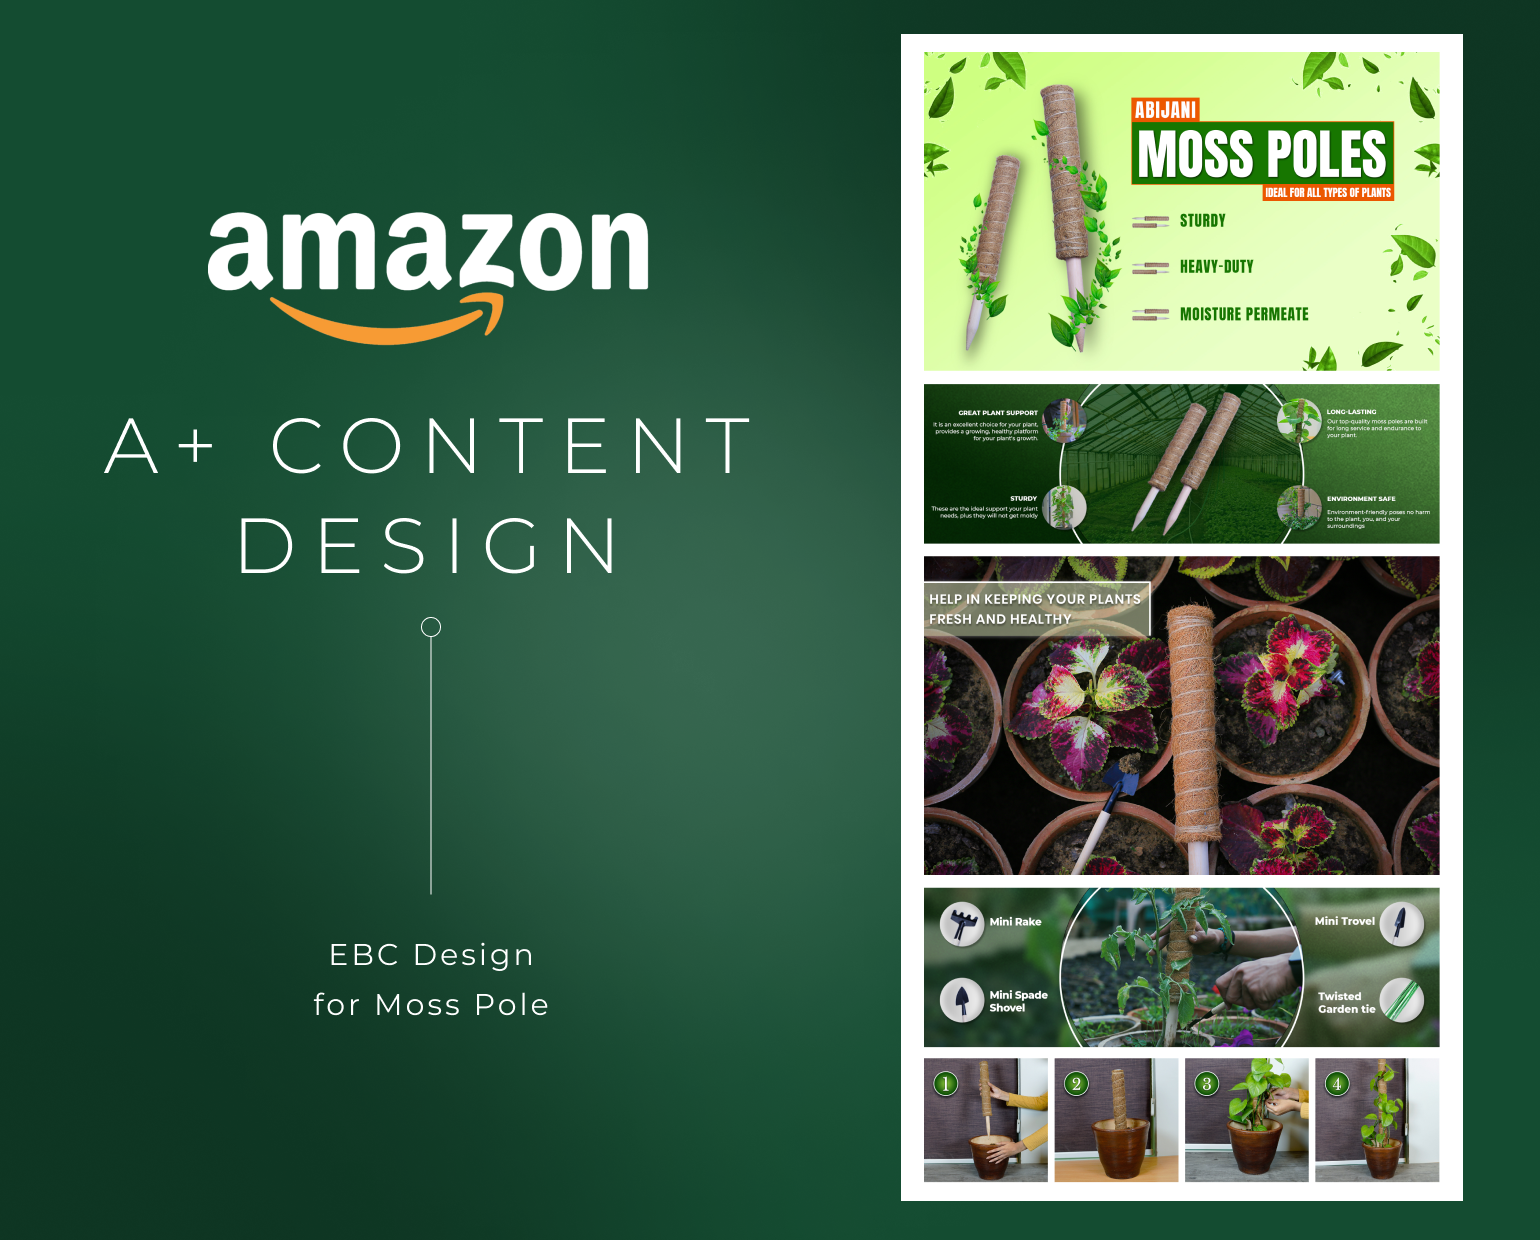 amazon
A+ CONTENT
DESIGN
EBC Design
for Moss Pole
ABIJANI
MOSS POLES
IDEAL FOR ALL TYPES OF PLANTS
STURDY
HEAVY-DUTY
MOISTURE PERMEATE
GREAT PLANT SUPPORT
It is an excellent choice for your plant,
provides a growing, healthy platform
for your plant's growth.
LONG-LASTING
Our top-quality moss poles are built
for long service and endurance to
your plant.
STURDY
These are the ideal support your plant
needs, plus they will not get moldy
ENVIRONMENT SAFE
Environment-friendly poses no harm
to the plant, you, and your
surroundings
HELP IN KEEPING YOUR PLANTS
FRESH AND HEALTHY
Mini Rake
Mini Trovel
Mini Spade
Shovel
Twisted
Garden tie
1
2
3
4